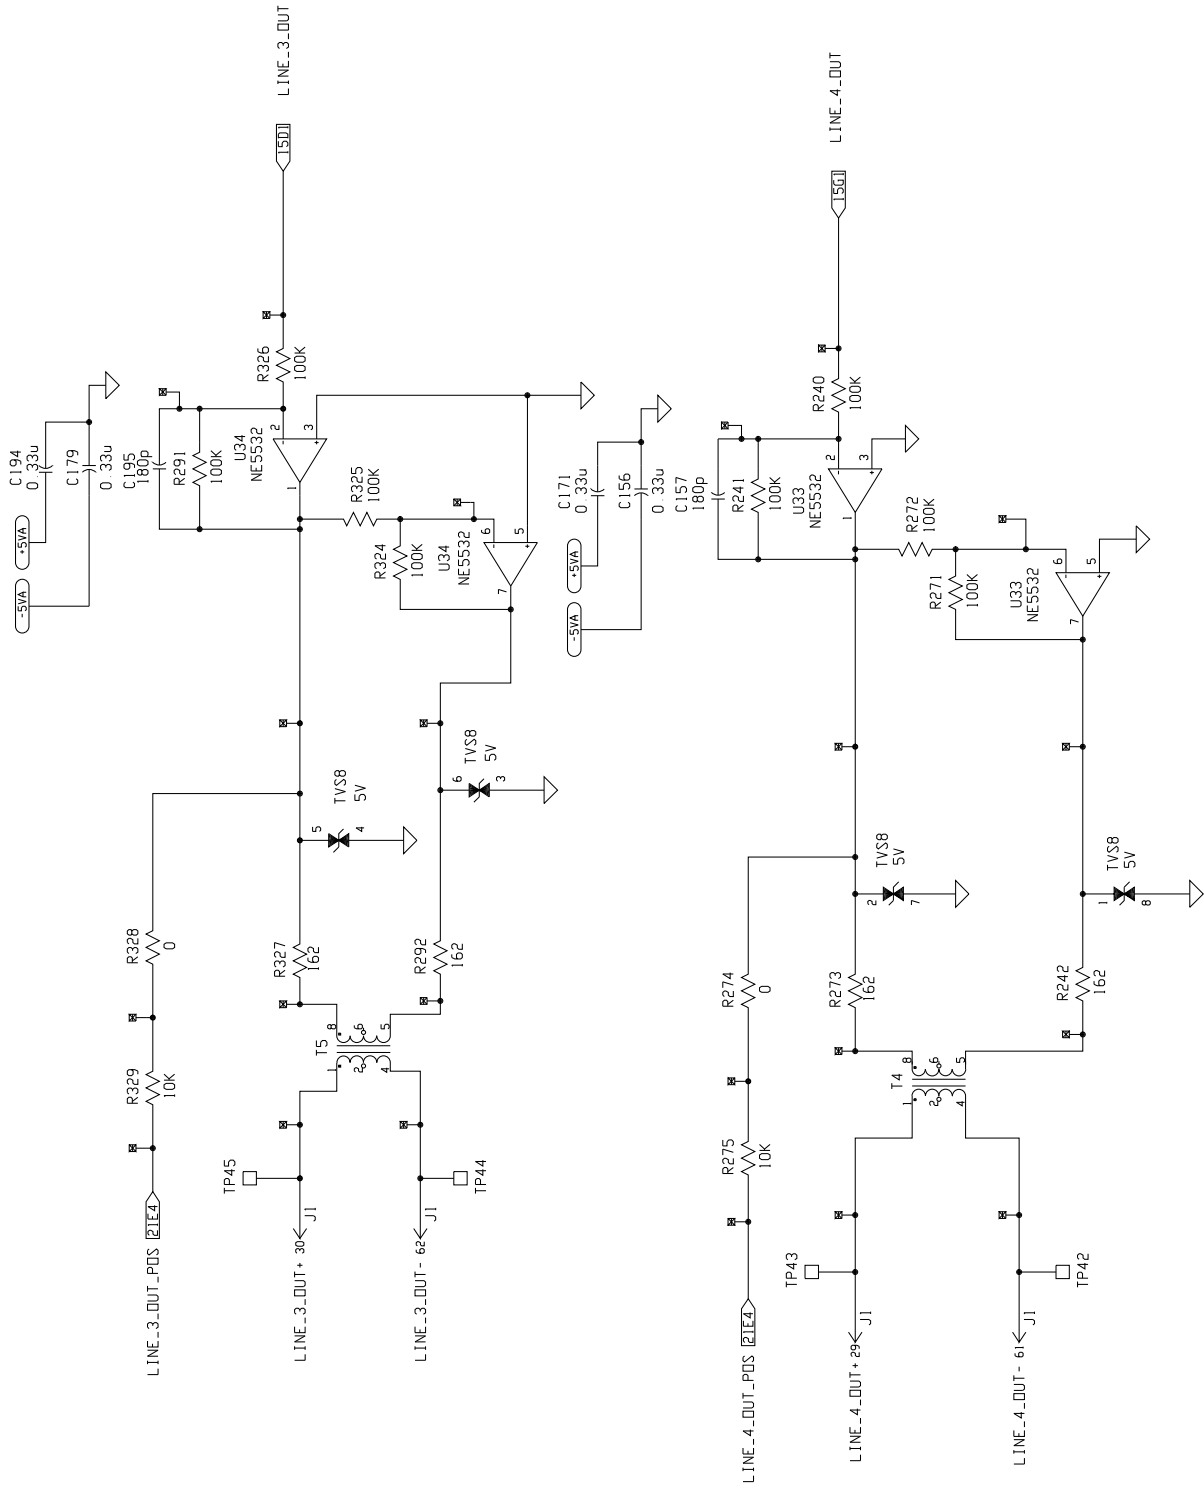 LINE_3_OUT
15D1
C194
0.33u
C179
0.33u
+5VA
-5VA
C195
180p
R291
100K
R326
100K
2
-
3
+
U34
NE5532
1
R325
100K
R324
100K
6
-
5
+
U34
NE5532
7
TVS8
5V
5
4
TVS8
5V
6
3
R328
0
R329
10K
R327
162
R292
162
T5
8
6
5
1
2
4
TP45
TP44
J1
J1
LINE_3_OUT_POS 21E4
LINE_3_OUT+ 30
LINE_3_OUT- 62
LINE_4_OUT
15G1
C171
0.33u
C156
0.33u
+5VA
-5VA
C157
180p
R241
100K
R240
100K
2
-
3
+
U33
NE5532
1
R272
100K
R271
100K
6
-
5
+
U33
NE5532
7
TVS8
5V
2
7
TVS8
5V
1
8
R274
0
R275
10K
R273
162
R242
162
T4
8
6
5
1
2
4
TP43
TP42
J1
J1
LINE_4_OUT_POS 21E4
LINE_4_OUT+ 29
LINE_4_OUT- 61